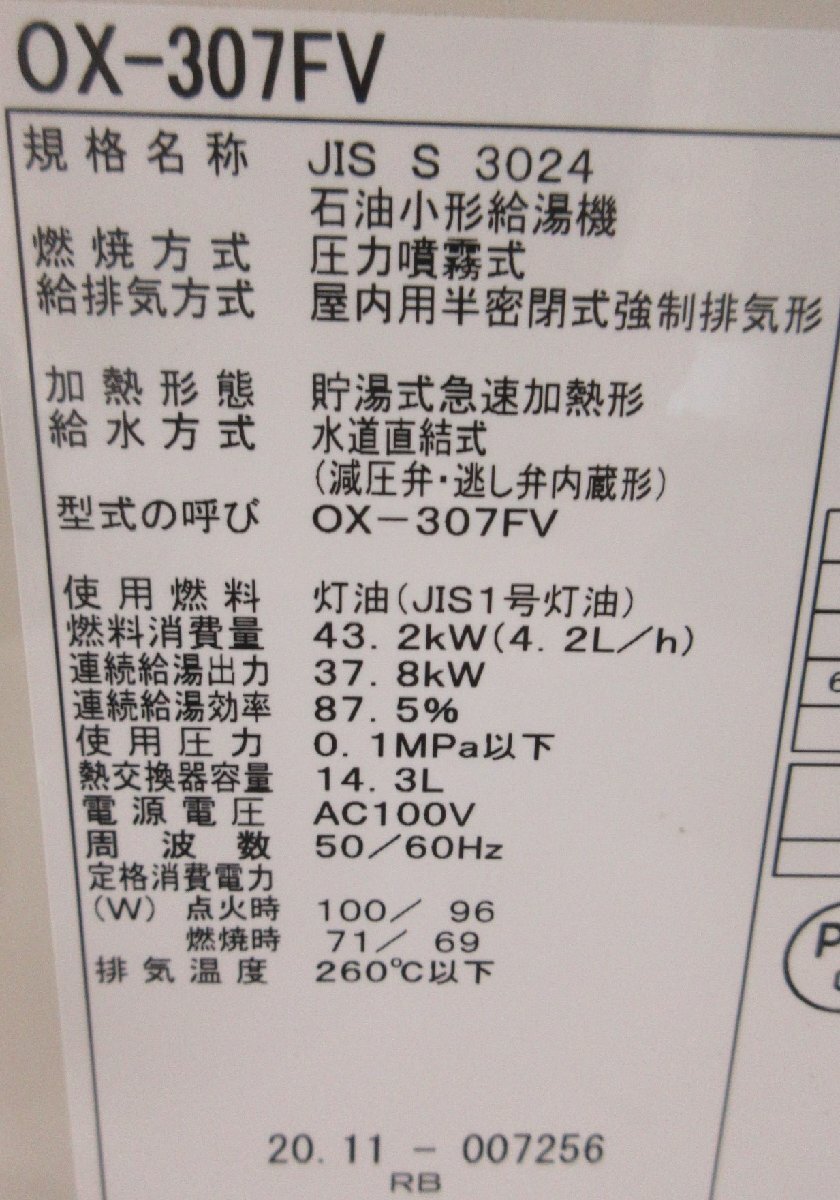 OX-307FV
規格名称 JIS S 3024
石油小形給湯機
燃焼方式 圧力噴霧式
給排気方式 屋内用半密閉式強制排気形
加熱形態 貯湯式急速加熱形
給水方式 水道直結式
(減圧弁・逃し弁内蔵形)
型式の呼び OX-307FV
使用燃料 灯油(JIS1号灯油)
燃料消費量 43.2kW(4.2L/h)
連続給湯出力 37.8kW
連続給湯効率 87.5%
使用圧力 0.1MPa以下
熱交換器容量 14.3L
電源電圧 AC100V
周波数 50/60Hz
定格消費電力
(W) 点火時 100/ 96
燃焼時 71/ 69
排気温度 260℃以下
20.11 - 007256
RB